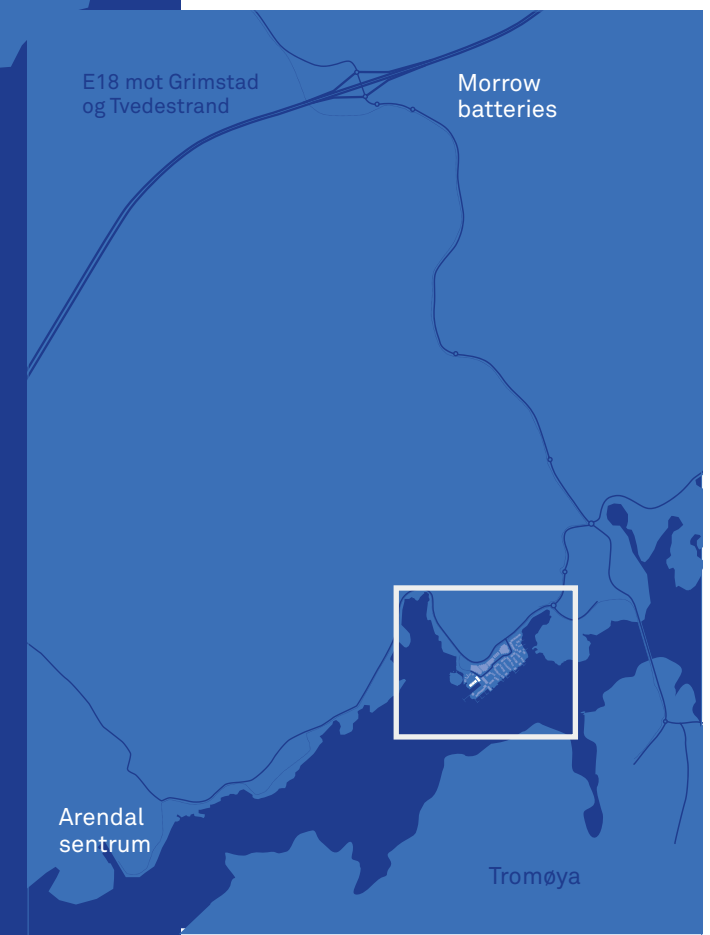 E18 mot Grimstad
og Tvedestrand
Morrow
batteries
Arendal
sentrum
Tromøya